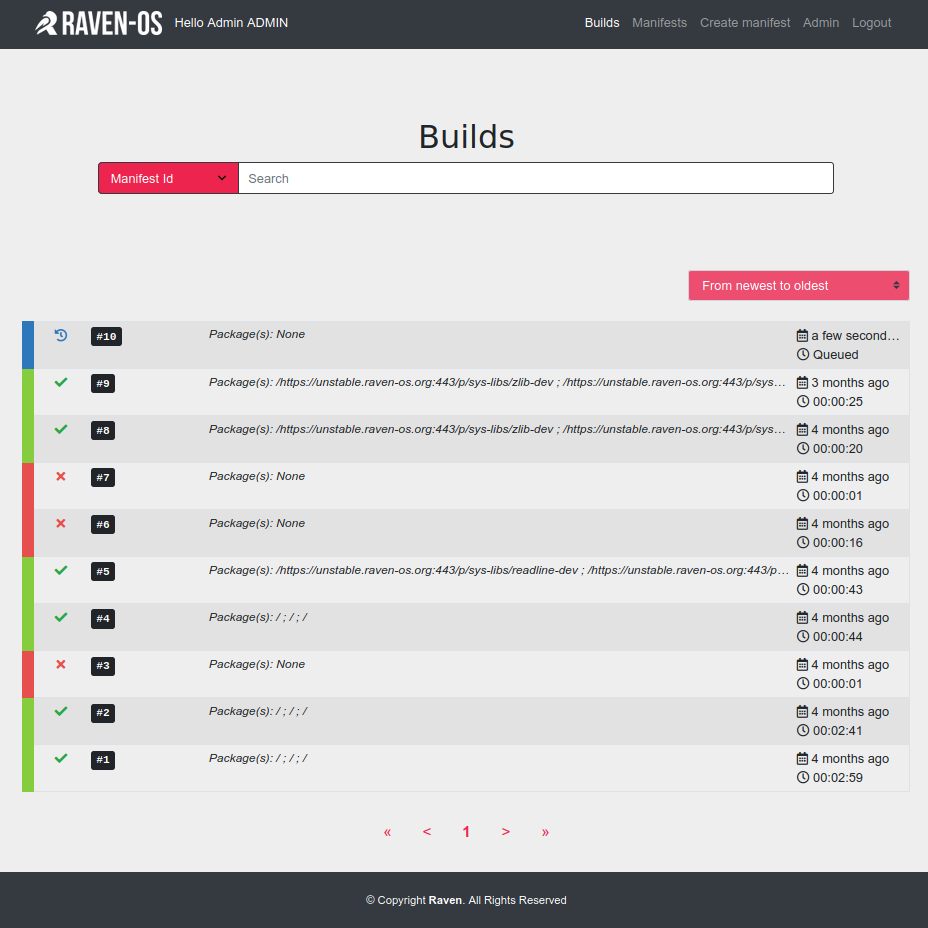 RAVEN-OS Hello Admin ADMIN Builds Manifests Create manifest Admin Logout
Builds
Manifest Id Search
From newest to oldest
#10 Package(s): None a few second…
Queued
#9 Package(s): /https://unstable.raven-os.org:443/p/sys-libs/zlib-dev ; /https://unstable.raven-os.org:443/p/sys… 3 months ago
00:00:25
#8 Package(s): /https://unstable.raven-os.org:443/p/sys-libs/zlib-dev ; /https://unstable.raven-os.org:443/p/sys… 4 months ago
00:00:20
#7 Package(s): None 4 months ago
00:00:01
#6 Package(s): None 4 months ago
00:00:16
#5 Package(s): /https://unstable.raven-os.org:443/p/sys-libs/readline-dev ; /https://unstable.raven-os.org:443/p… 4 months ago
00:00:43
#4 Package(s): / ; / ; / 4 months ago
00:00:44
#3 Package(s): None 4 months ago
00:00:01
#2 Package(s): / ; / ; / 4 months ago
00:02:41
#1 Package(s): / ; / ; / 4 months ago
00:02:59
« < 1 > »
© Copyright Raven. All Rights Reserved